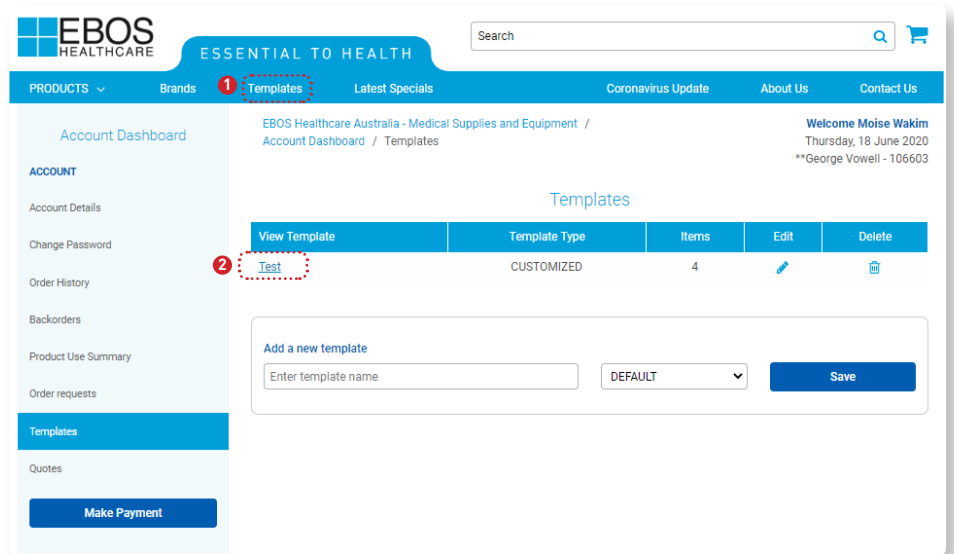 EBOS
HEALTHCARE
ESSENTIAL TO HEALTH
Search
PRODUCTS
Brands
1
Templates
Latest Specials
Coronavirus Update
About Us
Contact Us
Account Dashboard
ACCOUNT
Account Details
Change Password
Order History
Backorders
Product Use Summary
Order requests
Templates
Quotes
Make Payment
EBOS Healthcare Australia - Medical Supplies and Equipment /
Account Dashboard / Templates
Welcome Moise Wakim
Thursday, 18 June 2020
**George Vowell - 106603
Templates
View Template Template Type Items Edit Delete
2 Test CUSTOMIZED 4
Add a new template
Enter template name DEFAULT Save